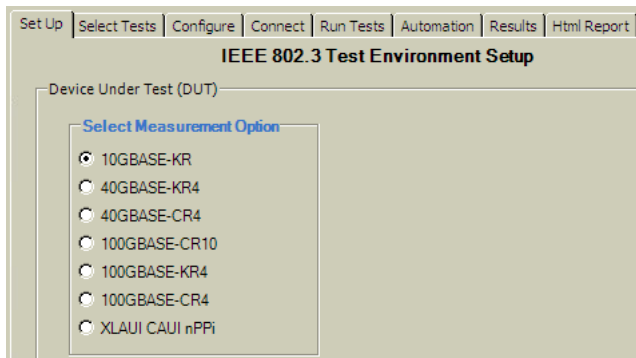 Set Up Select Tests Configure Connect Run Tests Automation Results Html Report
IEEE 802.3 Test Environment Setup
Device Under Test (DUT)
Select Measurement Option
10GBASE-KR
40GBASE-KR4
40GBASE-CR4
100GBASE-CR10
100GBASE-KR4
100GBASE-CR4
XLAUI CAUI nPPi